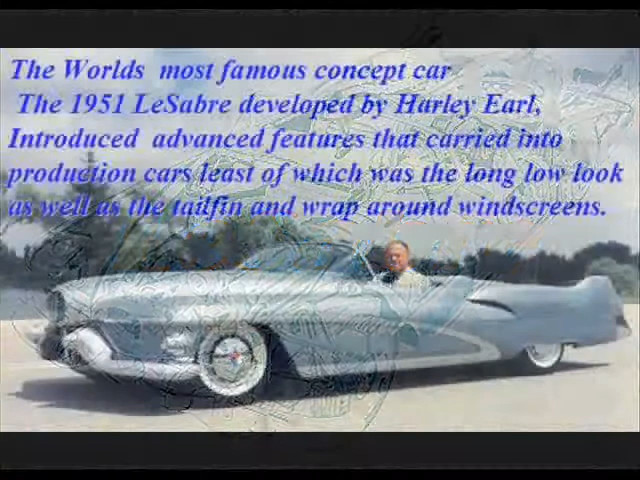 The Worlds most famous concept car
The 1951 LeSabre developed by Harley Earl,
Introduced advanced features that carried into
production cars least of which was the long low look
as well as the tailfin and wrap around windscreens.